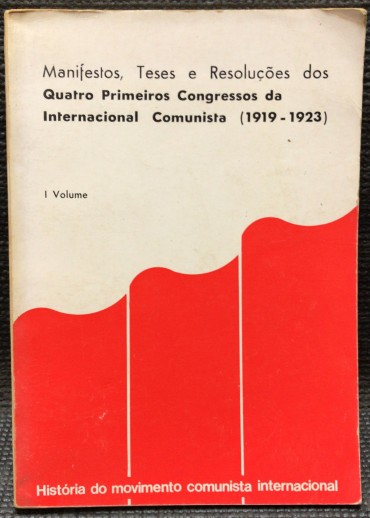 Manifestos, Teses e Resoluções dos
Quatro Primeiros Congressos da
Internacional Comunista (1919-1923)
I Volume
História do movimento comunista internacional